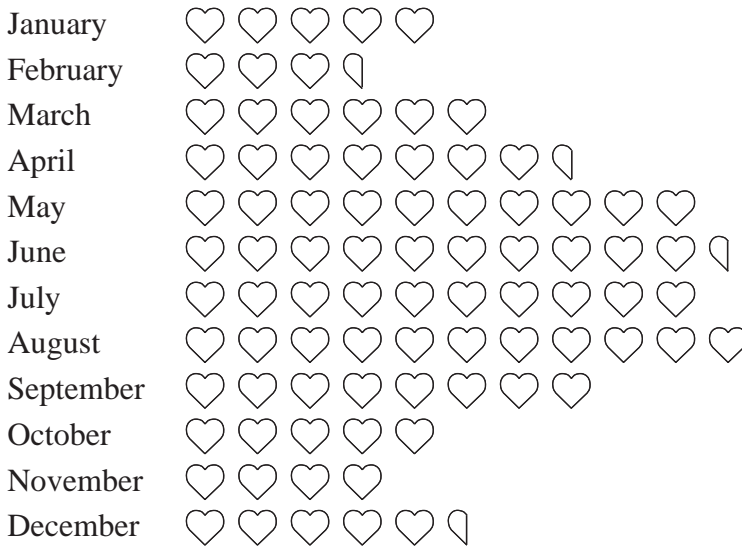 January
February
March
April
May
June
July
August
September
October
November
December